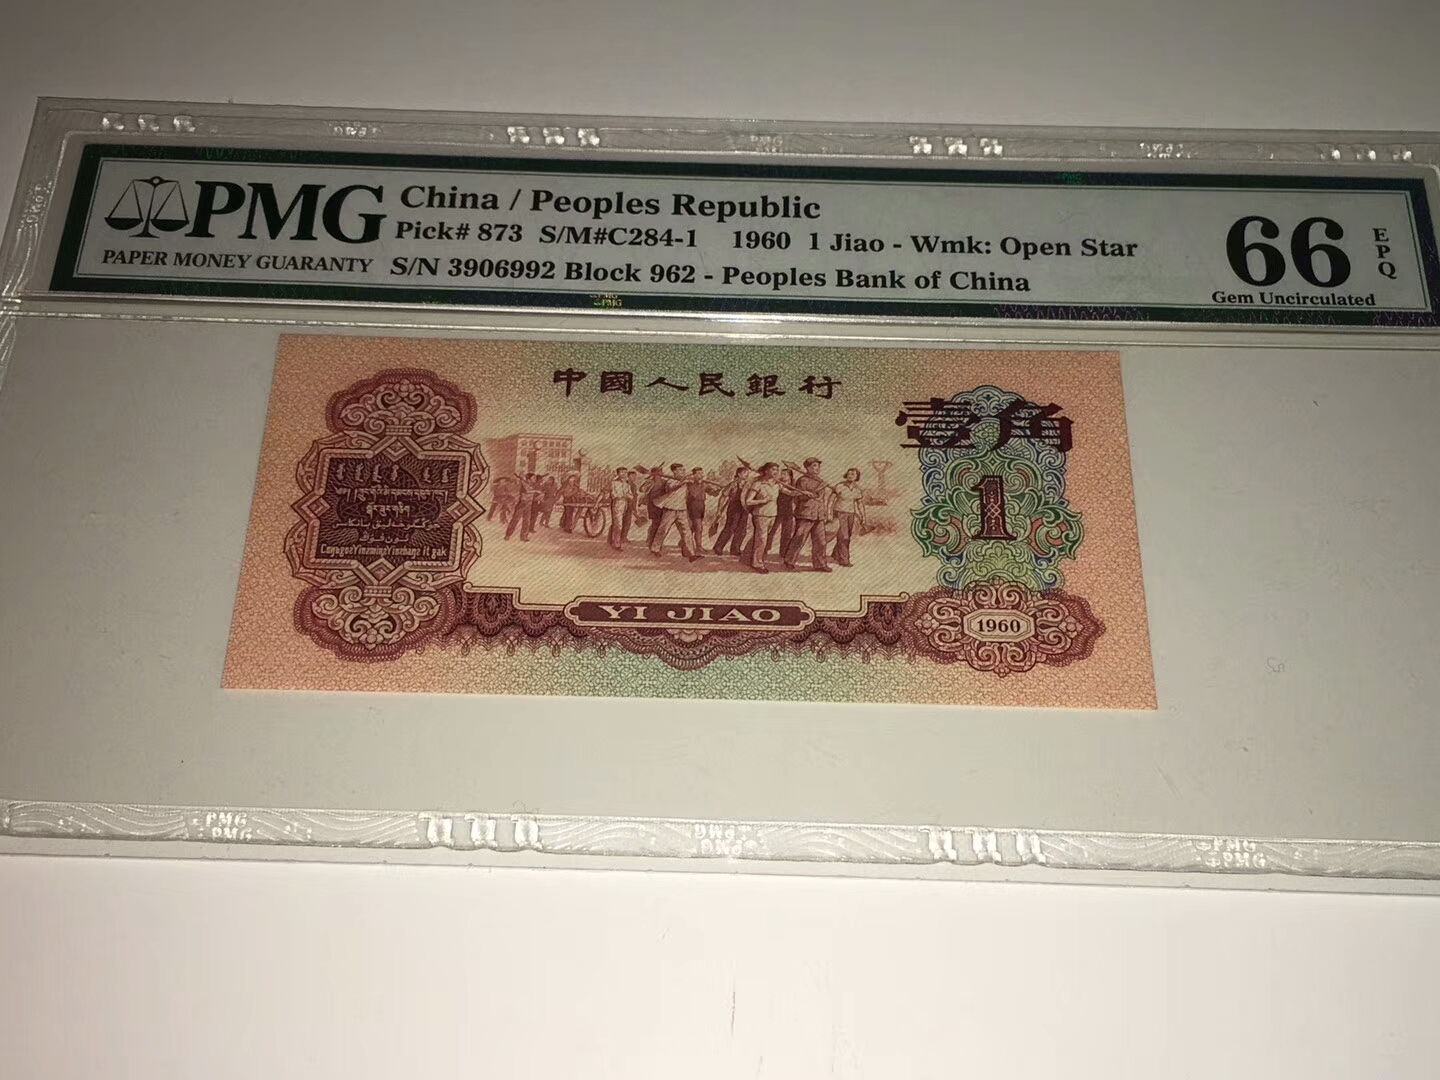 PMG
PAPER MONEY GUARANTY
China / Peoples Republic
Pick# 873 S/M#C284-1 1960 1 Jiao - Wmk: Open Star
S/N 3906992 Block 962 - Peoples Bank of China
66
EPQ
Gem Uncirculated
中國人民銀行
壹角
1
YI JIAO
1960